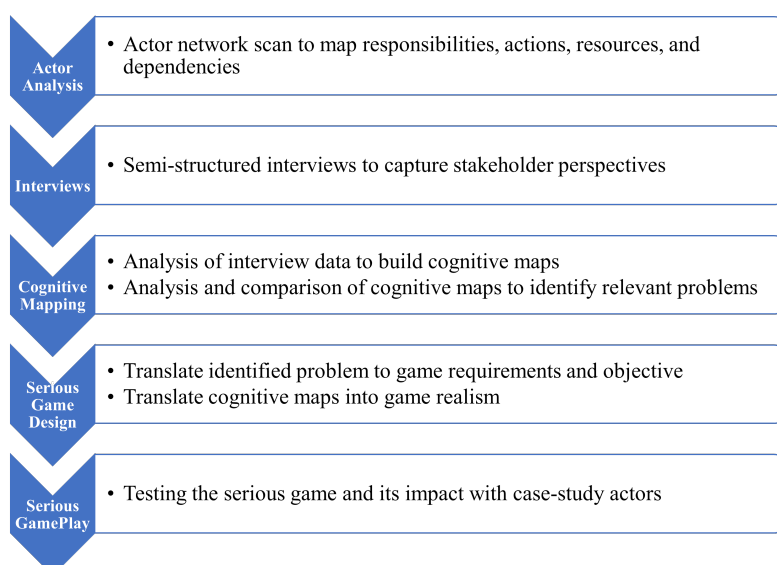 Actor
Analysis
• Actor network scan to map responsibilities, actions, resources, and
dependencies
Interviews
• Semi-structured interviews to capture stakeholder perspectives
Cognitive
Mapping
• Analysis of interview data to build cognitive maps
• Analysis and comparison of cognitive maps to identify relevant problems
Serious
Game
Design
• Translate identified problem to game requirements and objective
• Translate cognitive maps into game realism
Serious
GamePlay
• Testing the serious game and its impact with case-study actors